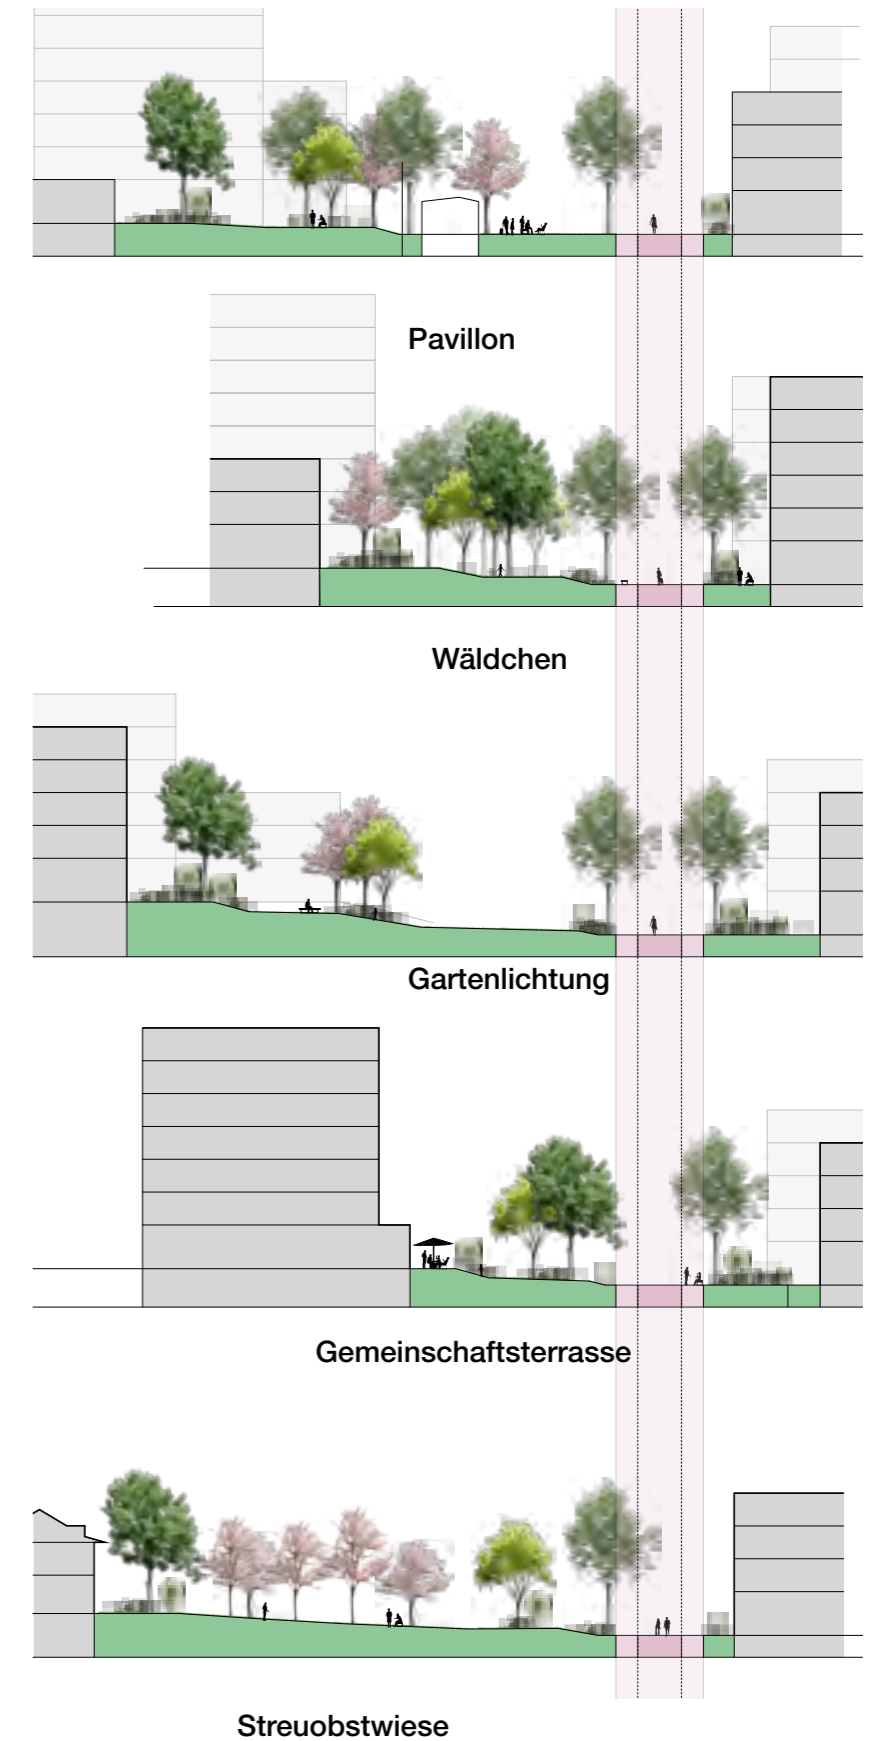 Pavillon
Wäldchen
Gartenlichtung
Gemeinschaftsterrasse
Streuobstwiese